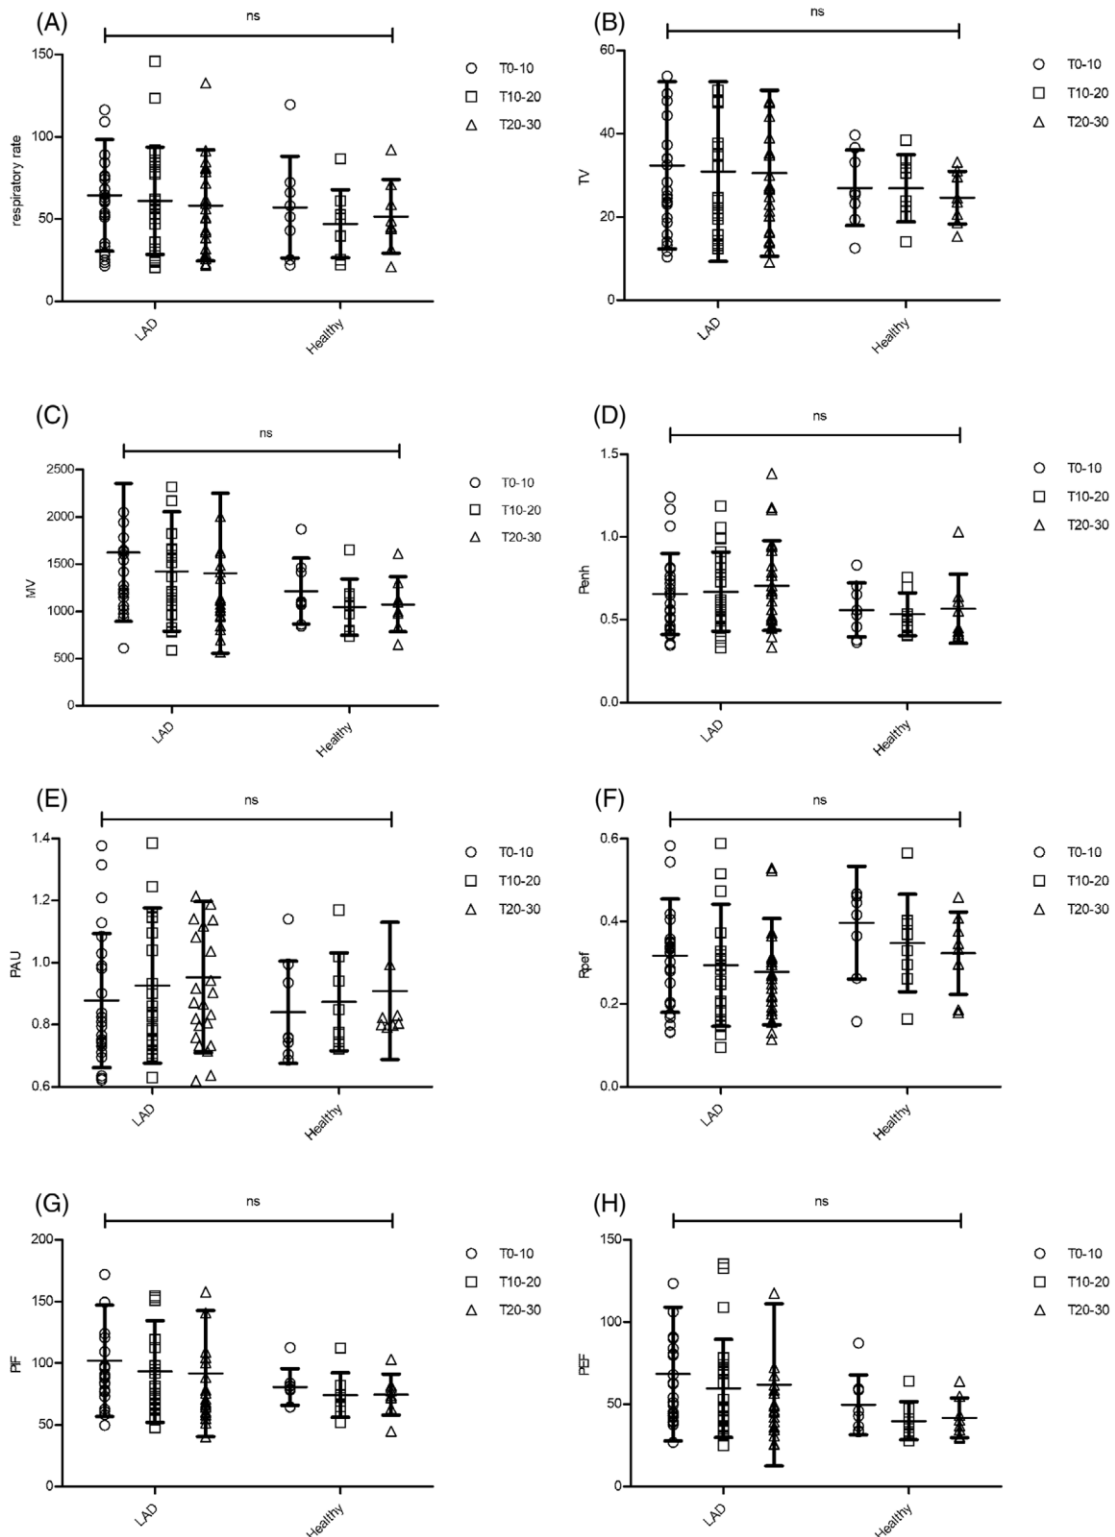 (A)
ns
respiratory rate
150
100
50
0
LAD
Healthy
T0-10
T10-20
T20-30
(B)
ns
TV
60
40
20
0
LAD
Healthy
T0-10
T10-20
T20-30
(C)
ns
MV
2500
2000
1500
1000
500
0
LAD
Healthy
T0-10
T10-20
T20-30
(D)
ns
Penh
1.5
1.0
0.5
0.0
LAD
Healthy
T0-10
T10-20
T20-30
(E)
ns
PAU
1.4
1.2
1.0
0.8
0.6
LAD
Healthy
T0-10
T10-20
T20-30
(F)
ns
Rpef
0.6
0.4
0.2
0.0
LAD
Healthy
T0-10
T10-20
T20-30
(G)
ns
PIF
200
150
100
50
0
LAD
Healthy
T0-10
T10-20
T20-30
(H)
ns
PEF
150
100
50
0
LAD
Healthy
T0-10
T10-20
T20-30